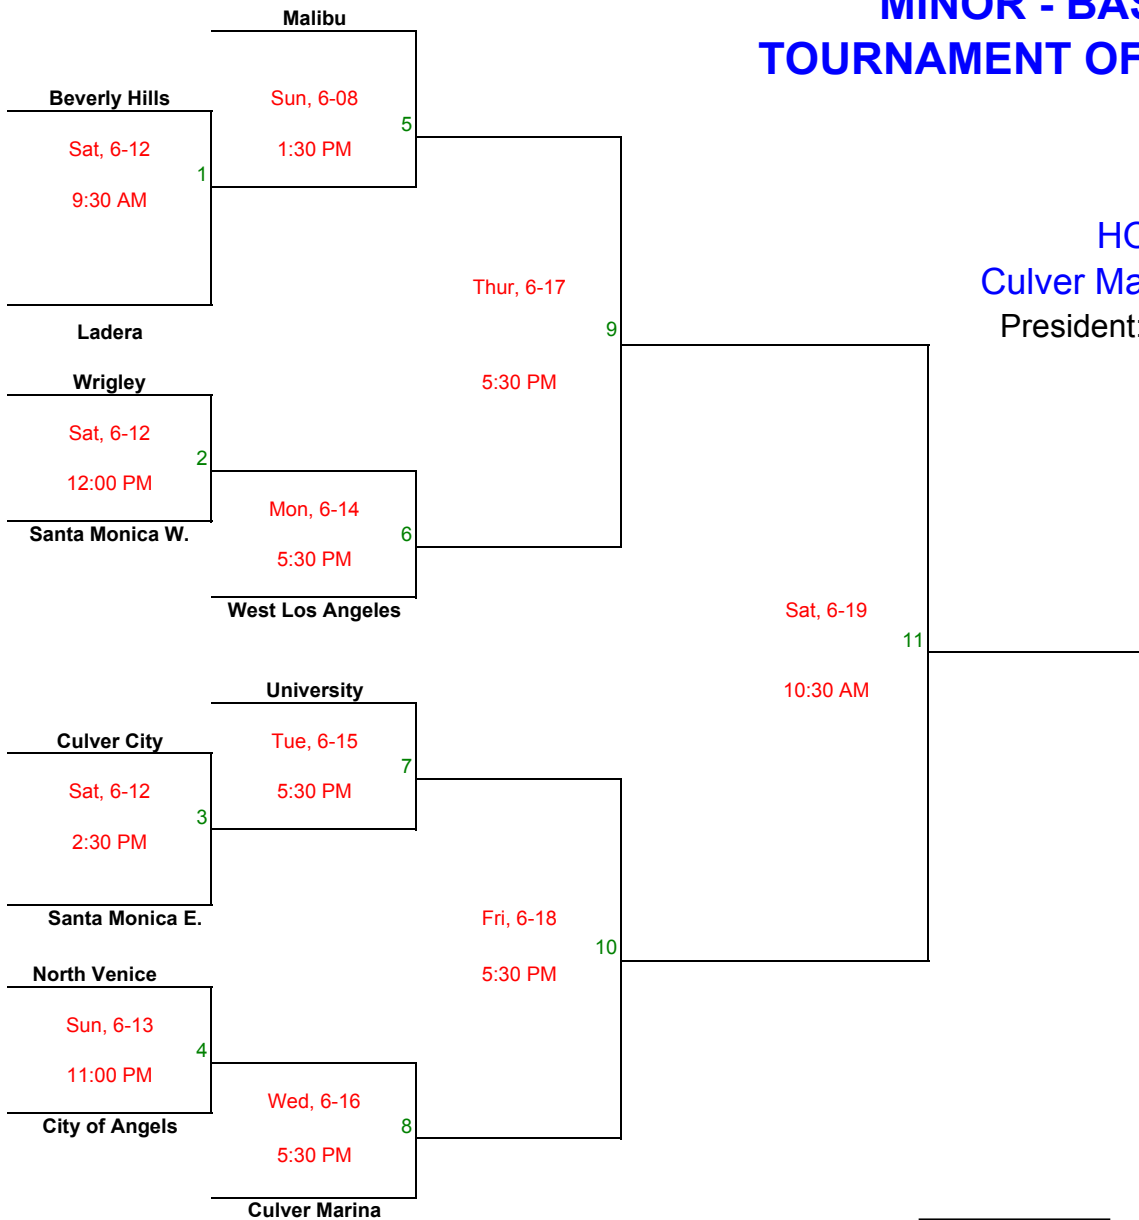 MINOR - BAS
TOURNAMENT OF
Malibu
Beverly Hills
Sun, 6-08
5
Sat, 6-12
1:30 PM
1
9:30 AM
HO
Culver Ma
Thur, 6-17
President:
9
Ladera
Wrigley
5:30 PM
Sat, 6-12
2
12:00 PM
Mon, 6-14
Santa Monica W.
6
5:30 PM
West Los Angeles
Sat, 6-19
11
University
10:30 AM
Culver City
Tue, 6-15
7
Sat, 6-12
5:30 PM
3
2:30 PM
Santa Monica E.
Fri, 6-18
10
North Venice
5:30 PM
Sun, 6-13
4
11:00 PM
Wed, 6-16
City of Angels
8
5:30 PM
Culver Marina